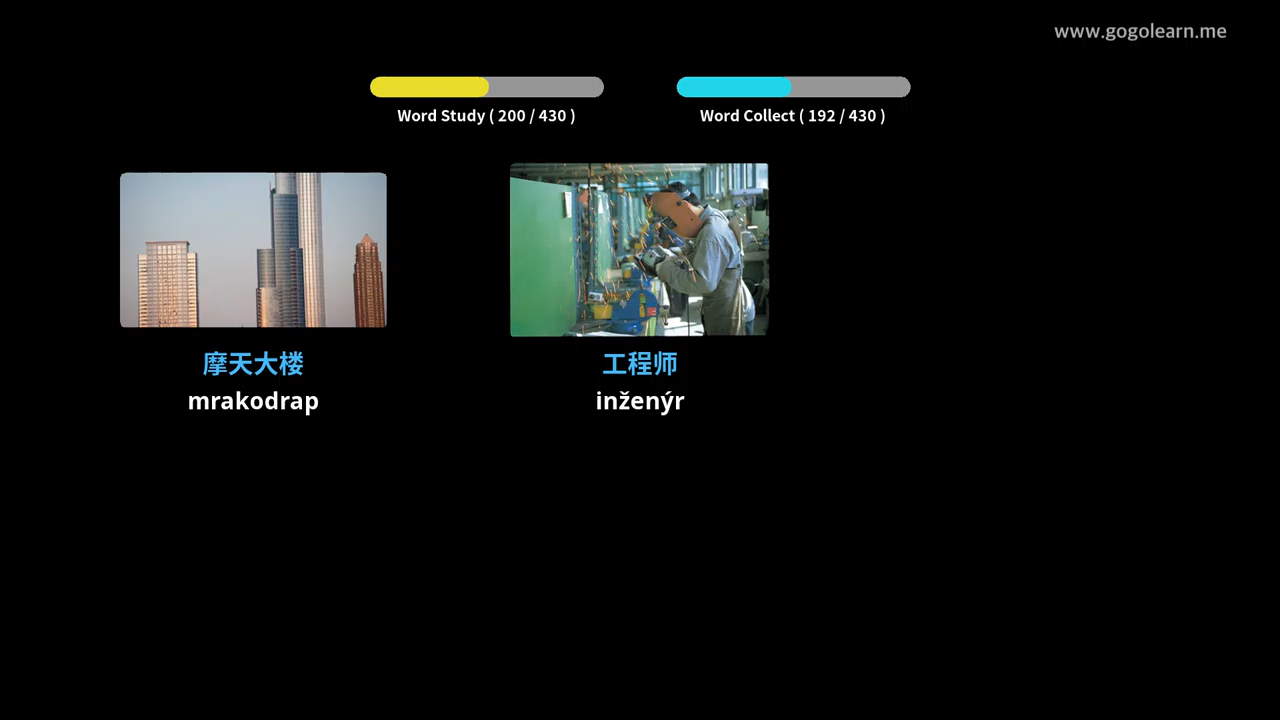 www.gogolearn.me
Word Study ( 200 / 430 )
Word Collect ( 192 / 430 )
摩天大楼
mrakodrap
工程师
inženýr